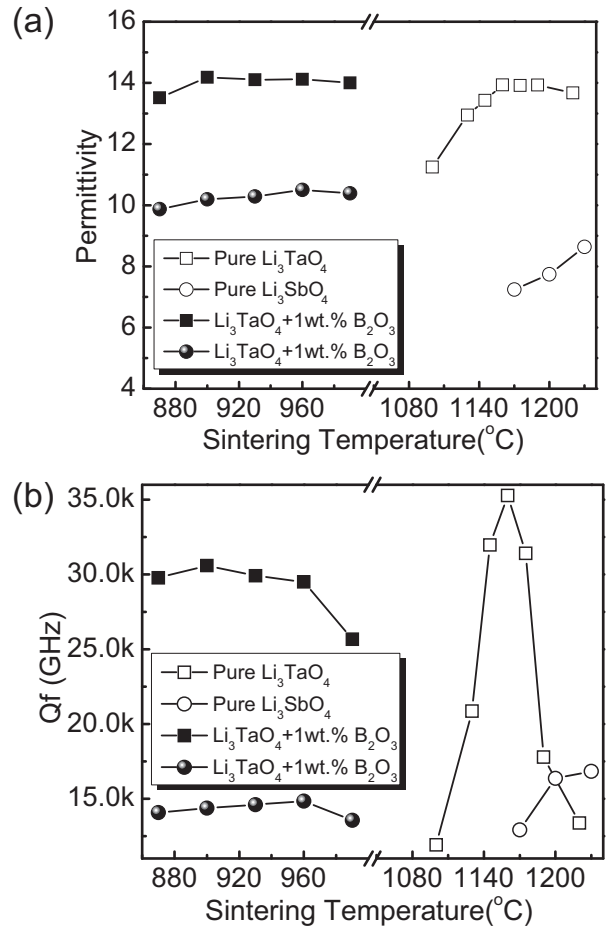 (a)
16
14
12
10
8
6
4
Permittivity
Pure Li₃TaO₄
Pure Li₃SbO₄
Li₃TaO₄+1wt.% B₂O₃
Li₃TaO₄+1wt.% B₂O₃
880 920 960 1080 1140 1200
Sintering Temperature(°C)
(b)
35.0k
30.0k
25.0k
20.0k
15.0k
Qf (GHz)
Pure Li₃TaO₄
Pure Li₃SbO₄
Li₃TaO₄+1wt.% B₂O₃
Li₃TaO₄+1wt.% B₂O₃
880 920 960 1080 1140 1200
Sintering Temperature(°C)